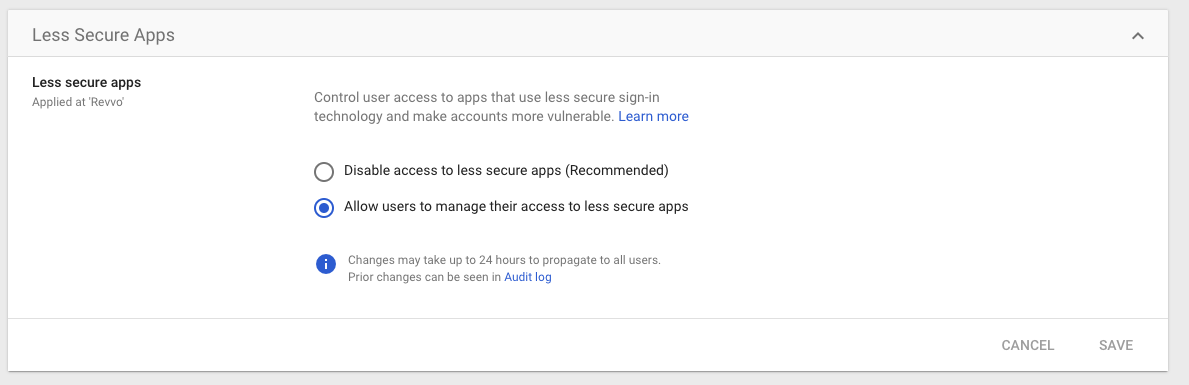 Less Secure Apps
Less secure apps
Applied at 'Revvo'
Control user access to apps that use less secure sign-in
technology and make accounts more vulnerable. Learn more
Disable access to less secure apps (Recommended)
Allow users to manage their access to less secure apps
Changes may take up to 24 hours to propagate to all users.
Prior changes can be seen in Audit log
CANCEL SAVE